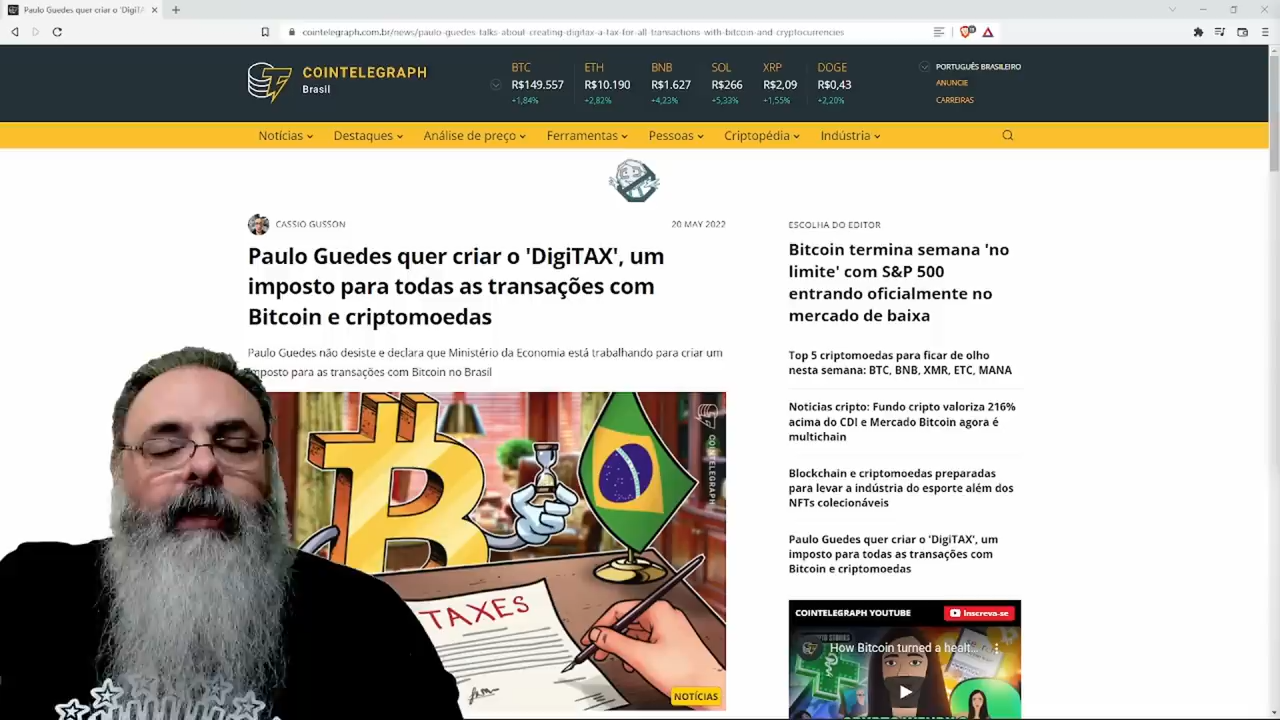 Paulo Guedes quer criar o 'DigiTA
cointelegraph.com.br/news/paulo-guedes-talks-about-creating-digitax-a-tax-for-all-transactions-with-bitcoin-and-cryptocurrencies
COINTELEGRAPH
Brasil
BTC ETH BNB SOL XRP DOGE
R$149.557 R$10.190 R$1.627 R$266 R$2,09 R$0,43
+1,84% +2,82% +4,23% +5,33% +1,55% +2,20%
PORTUGUÊS BRASILEIRO
ANUNCIE
CARREIRAS
Notícias Destaques Análise de preço Ferramentas Pessoas Criptopédia Indústria
CASSIO GUSSON 20 MAY 2022
Paulo Guedes quer criar o 'DigiTAX', um
imposto para todas as transações com
Bitcoin e criptomoedas
Paulo Guedes não desiste e declara que Ministério da Economia está trabalhando para criar um
imposto para as transações com Bitcoin no Brasil
COINTELEGRAPH
TAXES
NOTÍCIAS
ESCOLHA DO EDITOR
Bitcoin termina semana 'no
limite' com S&P 500
entrando oficialmente no
mercado de baixa
Top 5 criptomoedas para ficar de olho
nesta semana: BTC, BNB, XMR, ETC, MANA
Noticias cripto: Fundo cripto valoriza 216%
acima do CDI e Mercado Bitcoin agora é
multichain
Blockchain e criptomoedas preparadas
para levar a indústria do esporte além dos
NFTs colecionáveis
Paulo Guedes quer criar o 'DigiTAX', um
imposto para todas as transações com
Bitcoin e criptomoedas
COINTELEGRAPH YOUTUBE
Inscreva-se
How Bitcoin turned a healt...